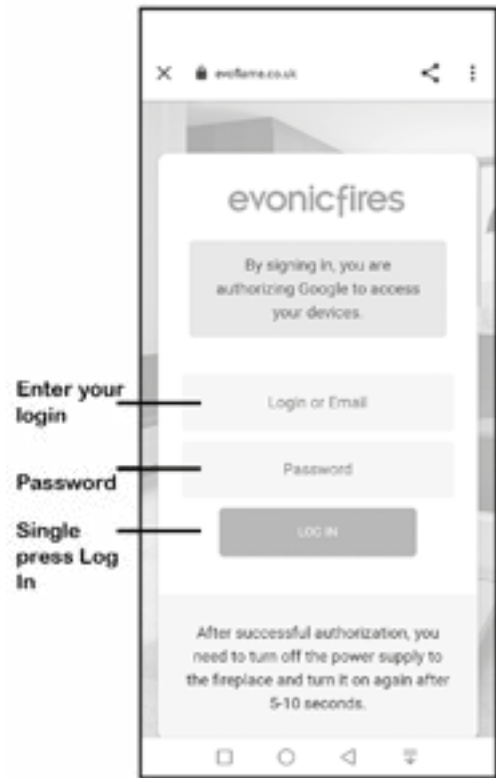 evoflame.co.uk
evonicfires
By signing in, you are
authorizing Google to access
your devices.
Enter your
login
Login or Email
Password
Password
Single
press Log
In
LOG IN
After successful authorization, you
need to turn off the power supply to
the fireplace and turn it on again after
5-10 seconds.